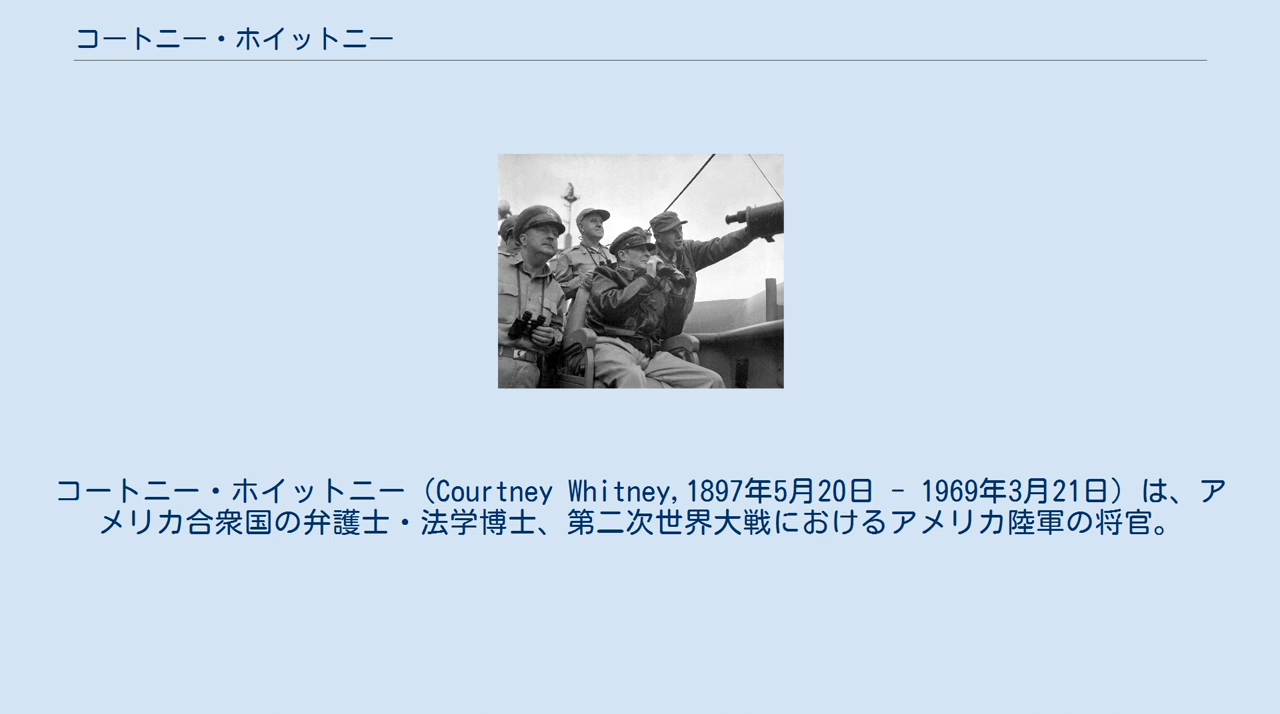 コートニー・ホイットニー
コートニー・ホイットニー（Courtney Whitney,1897年5月20日 - 1969年3月21日）は、ア
メリカ合衆国の弁護士・法学博士、第二次世界大戦におけるアメリカ陸軍の将官。